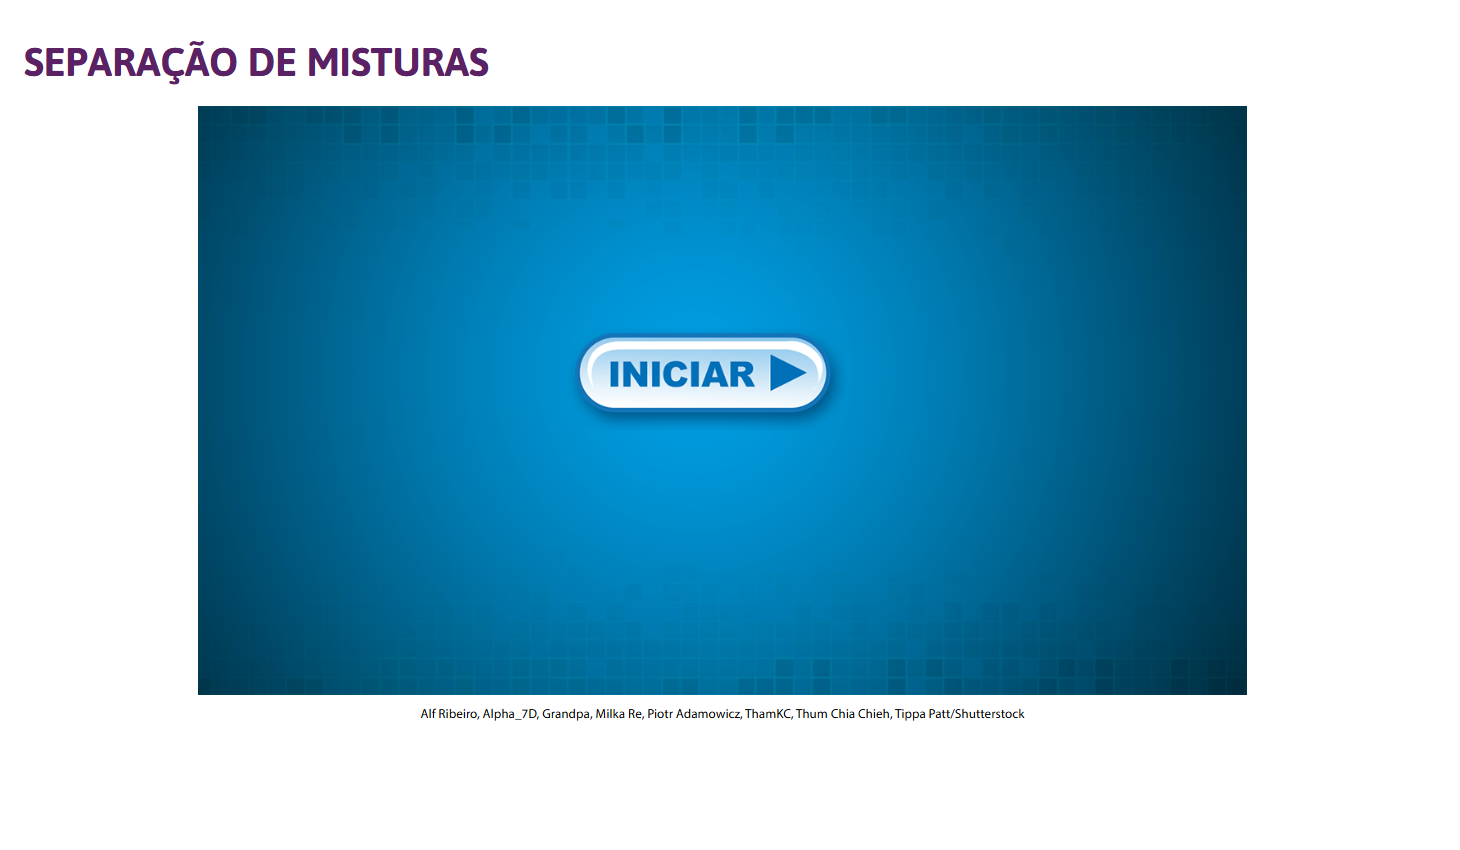 SEPARAÇÃO DE MISTURAS
INICIAR
Alf Ribeiro, Alpha_7D, Grandpa, Milka Re, Piotr Adamowicz, ThamKC, Thum Chia Chieh, Tippa Patt/Shutterstock